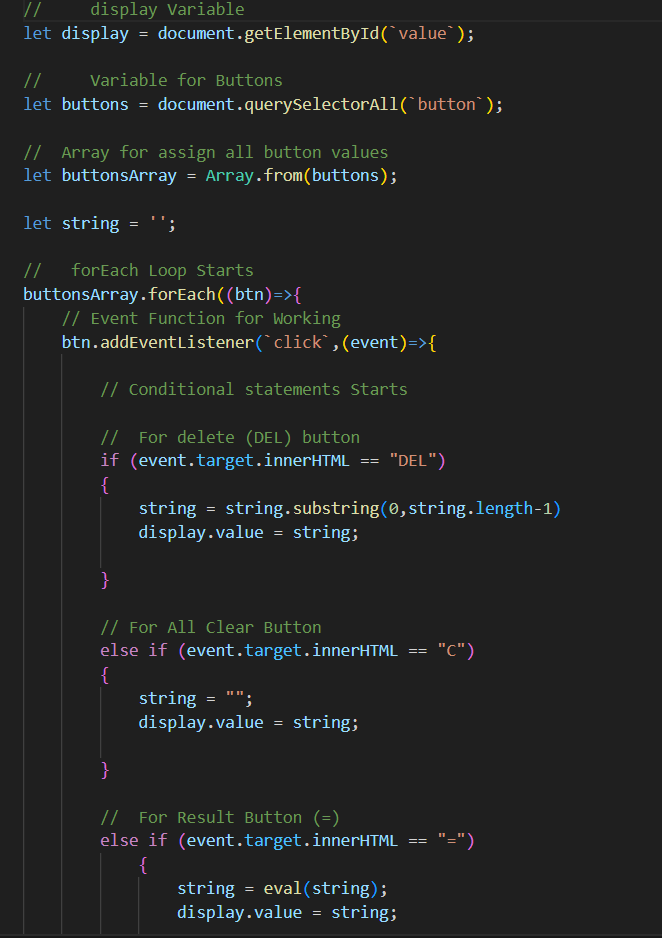 //     display Variable
let display = document.getElementById(`value`);
//     Variable for Buttons
let buttons = document.querySelectorAll(`button`);
//  Array for assign all button values
let buttonsArray = Array.from(buttons);
let string = '';
//   forEach Loop Starts
buttonsArray.forEach((btn)=>{
    // Event Function for Working
    btn.addEventListener(`click`,(event)=>{
        // Conditional statements Starts
        //  For delete (DEL) button
        if (event.target.innerHTML == "DEL")
        {
            string = string.substring(0,string.length-1)
            display.value = string;
        }
        // For All Clear Button
        else if (event.target.innerHTML == "C")
        {
            string = "";
            display.value = string;
        }
        //  For Result Button (=)
        else if (event.target.innerHTML == "=")
            {
                string = eval(string);
                display.value = string;